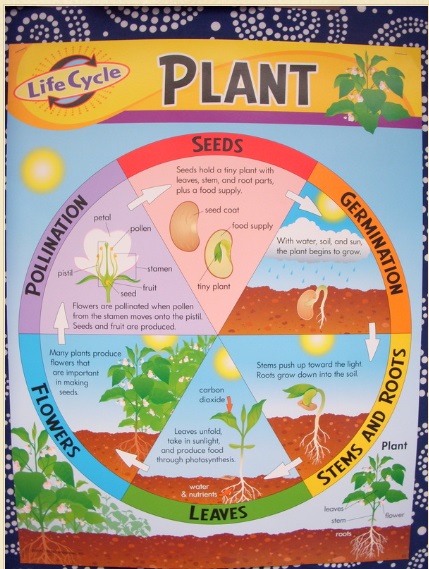 Life Cycle
PLANT
SEEDS
Seeds hold a tiny plant with
leaves, stem, and root parts,
plus a food supply.
seed coat
food supply
tiny plant
GERMINATION
With water, soil, and sun,
the plant begins to grow.
STEMS AND ROOTS
Stems push up toward the light.
Roots grow down into the soil.
LEAVES
carbon
dioxide
Leaves unfold,
take in sunlight,
and produce food
through photosynthesis.
water
& nutrients
FLOWERS
Many plants produce
flowers that
are important
in making
seeds.
POLLINATION
petal
pollen
pistil
stamen
fruit
seed
Flowers are pollinated when pollen
from the stamen moves onto the pistil.
Seeds and fruit are produced.
Plant
leaves
stem
flower
roots